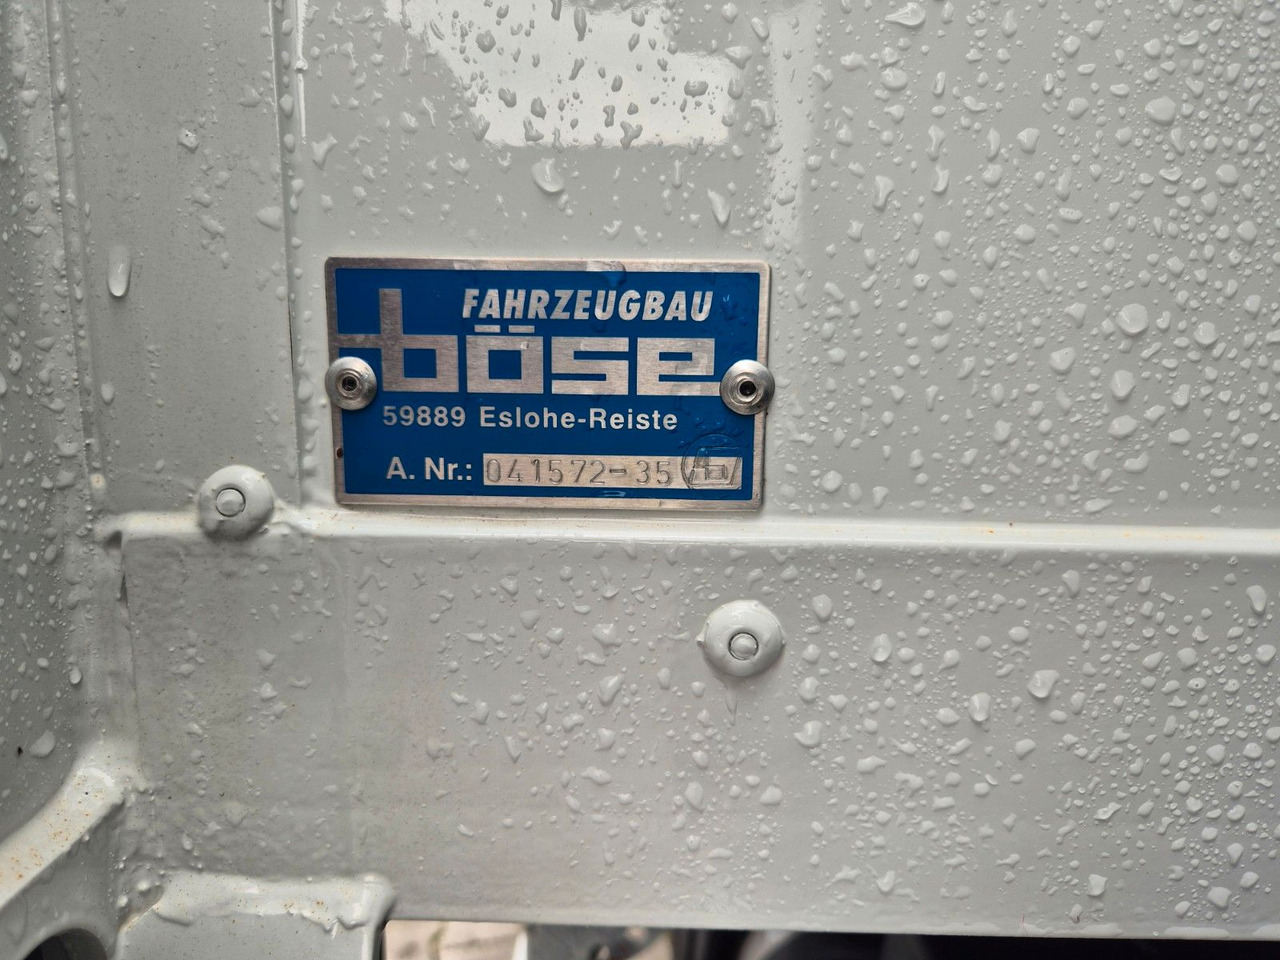 FAHRZEUGBAU
böse
59889 Eslohe-Reiste
A. Nr.: 041572-35